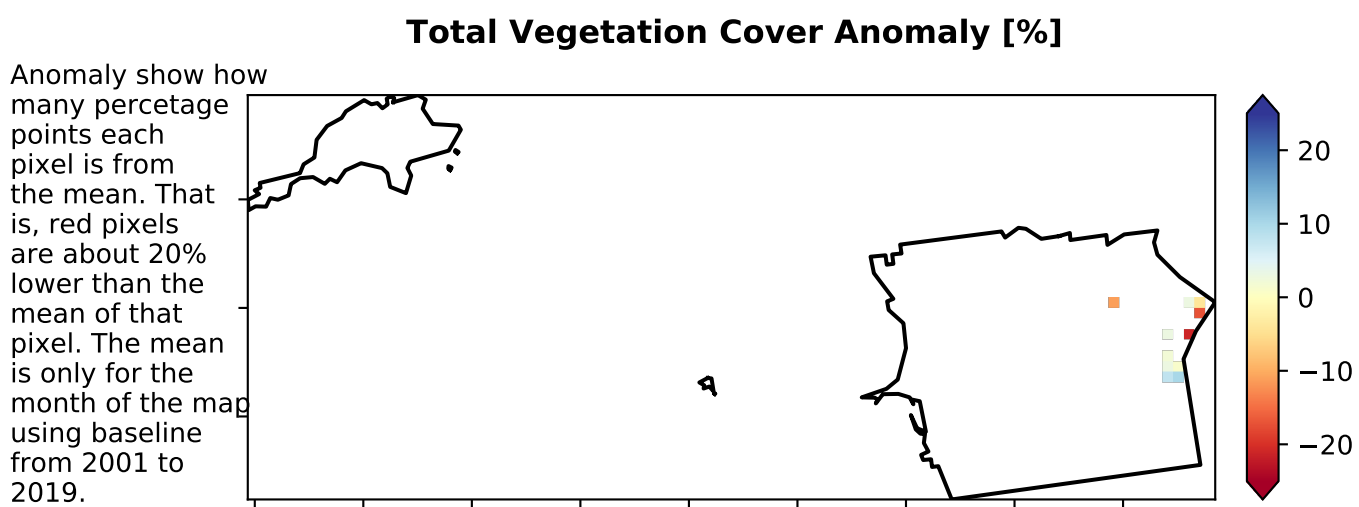 Total Vegetation Cover Anomaly [%]
Anomaly show how
many percetage
points each
pixel is from
the mean. That
is, red pixels
are about 20%
lower than the
mean of that
pixel. The mean
is only for the
month of the map
using baseline
from 2001 to
2019.
20
10
0
−10
−20